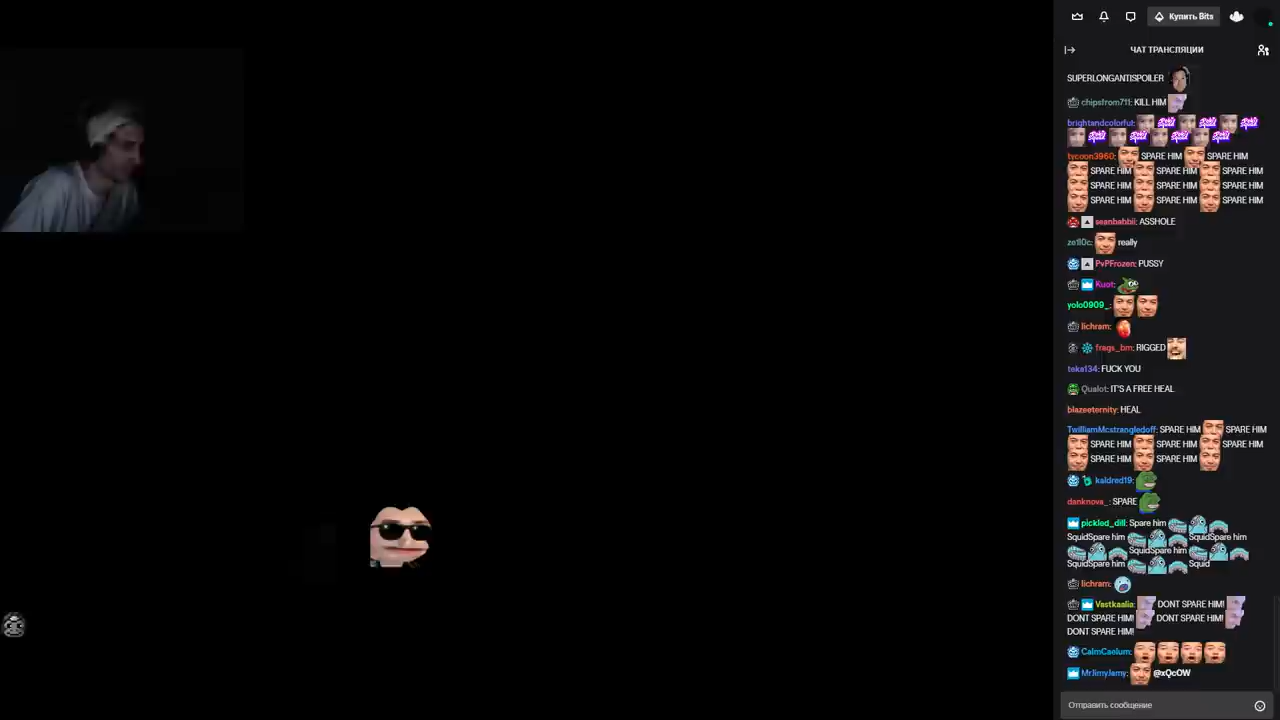 Купить Bits
ЧАТ ТРАНСЛЯЦИИ
SUPERLONGANTISPOILER
chipsfrom711: KILL HIM
brightandcolorful:
tycoon3960: SPARE HIM SPARE HIM
SPARE HIM SPARE HIM SPARE HIM
SPARE HIM SPARE HIM SPARE HIM
SPARE HIM SPARE HIM SPARE HIM
seanbabbii: ASSHOLE
ze1l0c: really
PvPFrozen: PUSSY
Kuot:
yolo0909_:
lichram:
frags_bm: RIGGED
teka134: FUCK YOU
Qualot: IT'S A FREE HEAL
blazeeternity: HEAL
TwilliamMcstrangledoff: SPARE HIM SPARE HIM
SPARE HIM SPARE HIM SPARE HIM
SPARE HIM SPARE HIM
kaldred19:
danknova_: SPARE
pickled_dill: Spare him
SquidSpare him SquidSpare him
SquidSpare him
SquidSpare him Squid
lichram:
Vastkaalia: DONT SPARE HIM!
DONT SPARE HIM! DONT SPARE HIM!
DONT SPARE HIM!
CalmCaelum:
MrJimyJamy: @xQcOW
Отправить сообщение